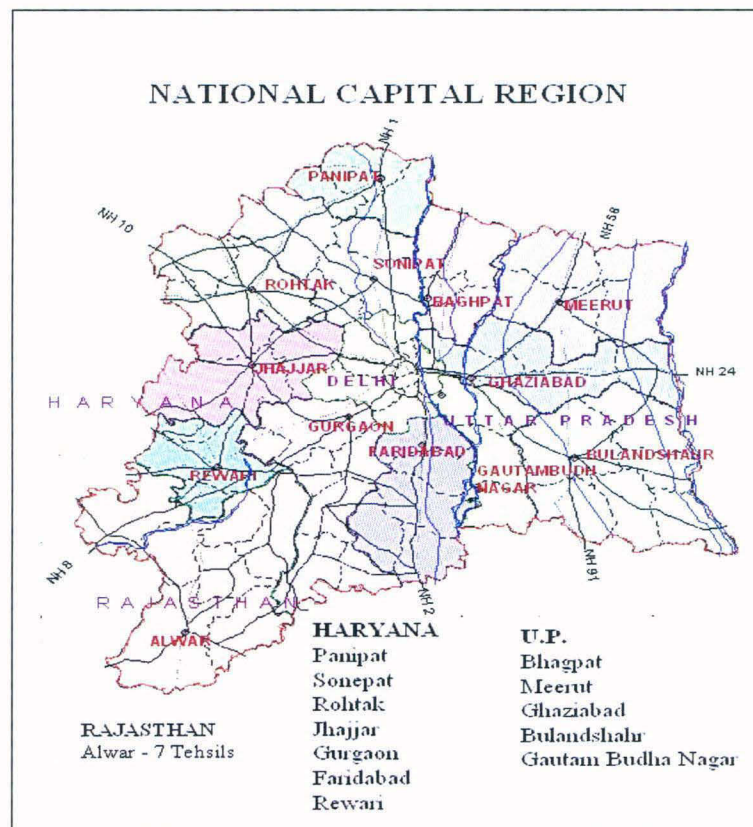 NATIONAL CAPITAL REGION
NH 1
PANIPAT
NH 10
NH 58
SONIPAT
ROHTAK
BAGHPAT
MEERUT
JHAJJAR
DELHI
GHAZIABAD
NH 24
HARYANA
GURGAON
UTTAR PRADESH
FARIDABAD
BULANDSHAHR
REWARI
GAUTAMBUDH
NAGAR
NH 8
NH 91
NH 2
RAJASTHAN
ALWAR
HARYANA
Panipat
Sonepat
Rohtak
Jhajjar
Gurgaon
Faridabad
Rewari
U.P.
Bhagpat
Meerut
Ghaziabad
Bulandshahr
Gautam Budha Nagar
RAJASTHAN
Alwar - 7 Tehsils